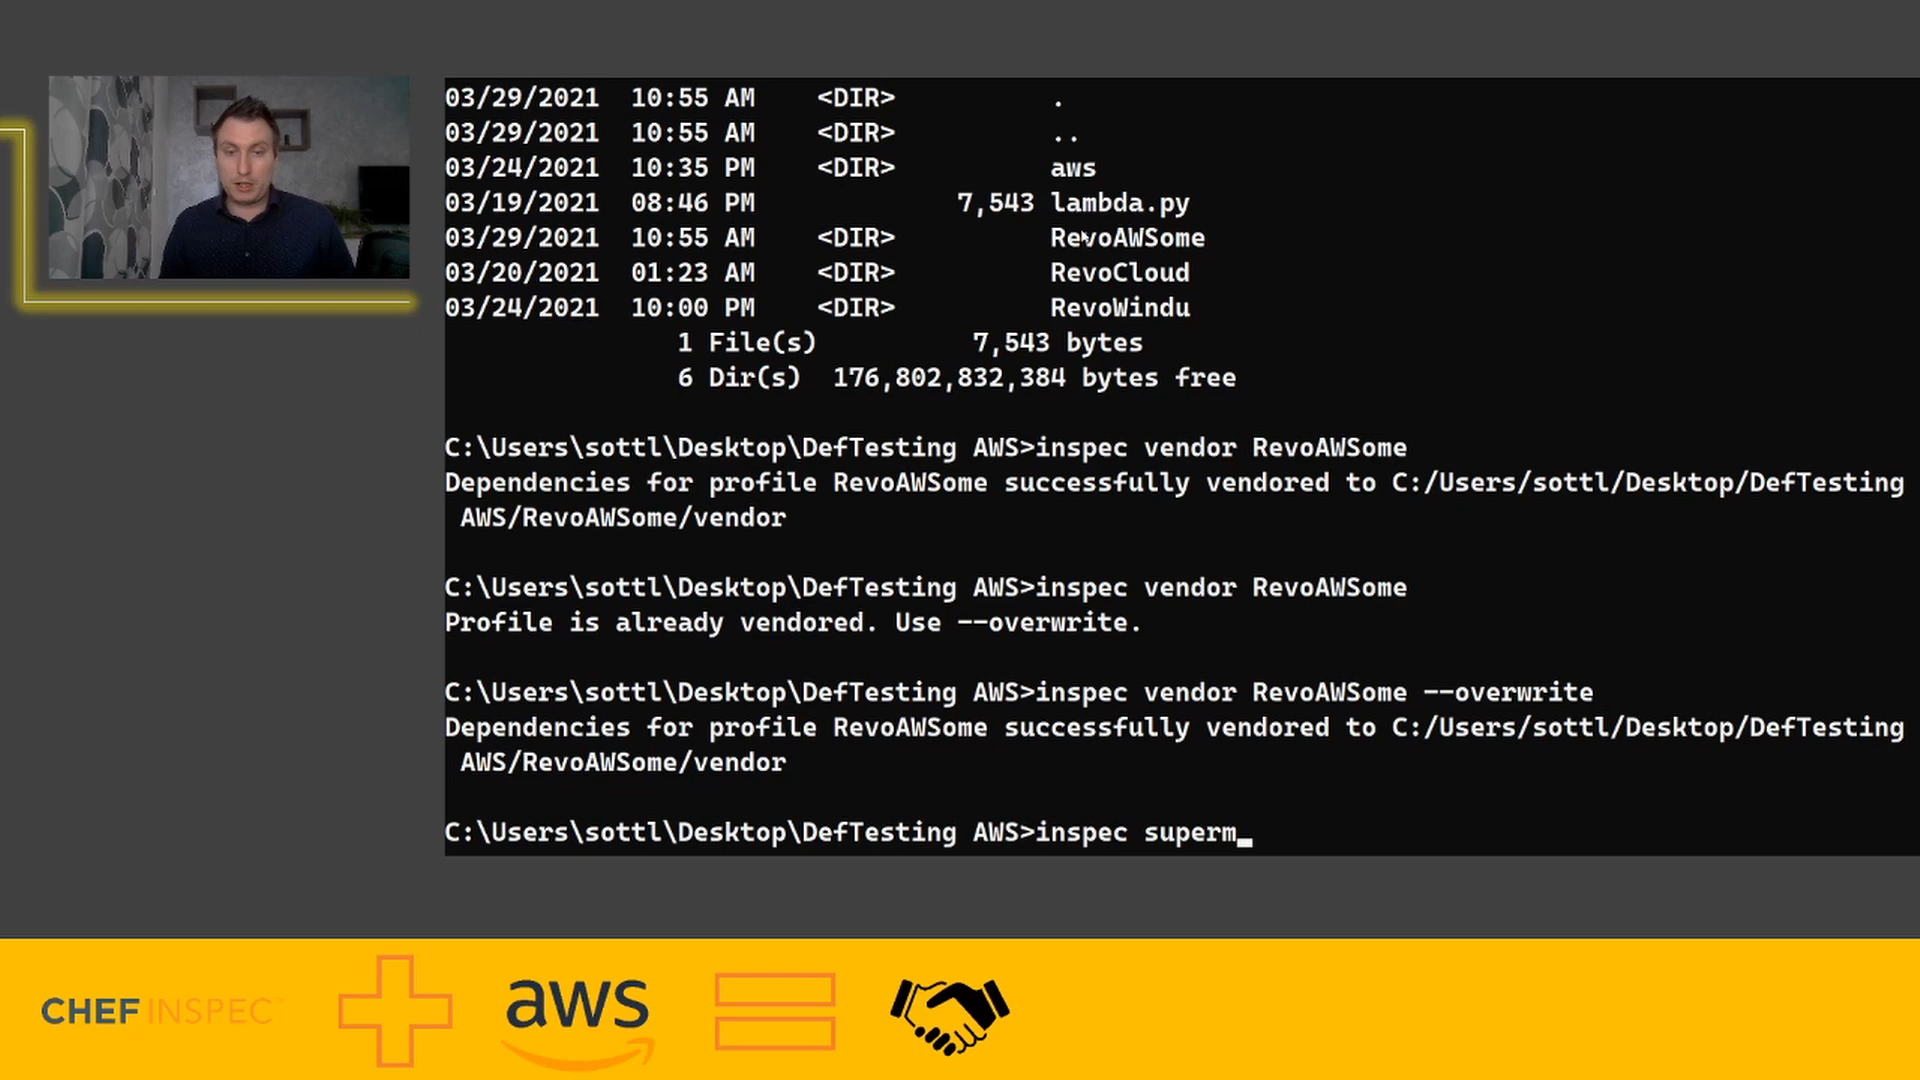 03/29/2021  10:55 AM    <DIR>          .
03/29/2021  10:55 AM    <DIR>          ..
03/24/2021  10:35 PM    <DIR>          aws
03/19/2021  08:46 PM             7,543 lambda.py
03/29/2021  10:55 AM    <DIR>          RevoAWSome
03/20/2021  01:23 AM    <DIR>          RevoCloud
03/24/2021  10:00 PM    <DIR>          RevoWindu
               1 File(s)          7,543 bytes
               6 Dir(s)  176,802,832,384 bytes free
C:\Users\sottl\Desktop\DefTesting AWS>inspec vendor RevoAWSome
Dependencies for profile RevoAWSome successfully vendored to C:/Users/sottl/Desktop/DefTesting
 AWS/RevoAWSome/vendor
C:\Users\sottl\Desktop\DefTesting AWS>inspec vendor RevoAWSome
Profile is already vendored. Use --overwrite.
C:\Users\sottl\Desktop\DefTesting AWS>inspec vendor RevoAWSome --overwrite
Dependencies for profile RevoAWSome successfully vendored to C:/Users/sottl/Desktop/DefTesting
 AWS/RevoAWSome/vendor
C:\Users\sottl\Desktop\DefTesting AWS>inspec superm_
CHEF INSPEC™
aws